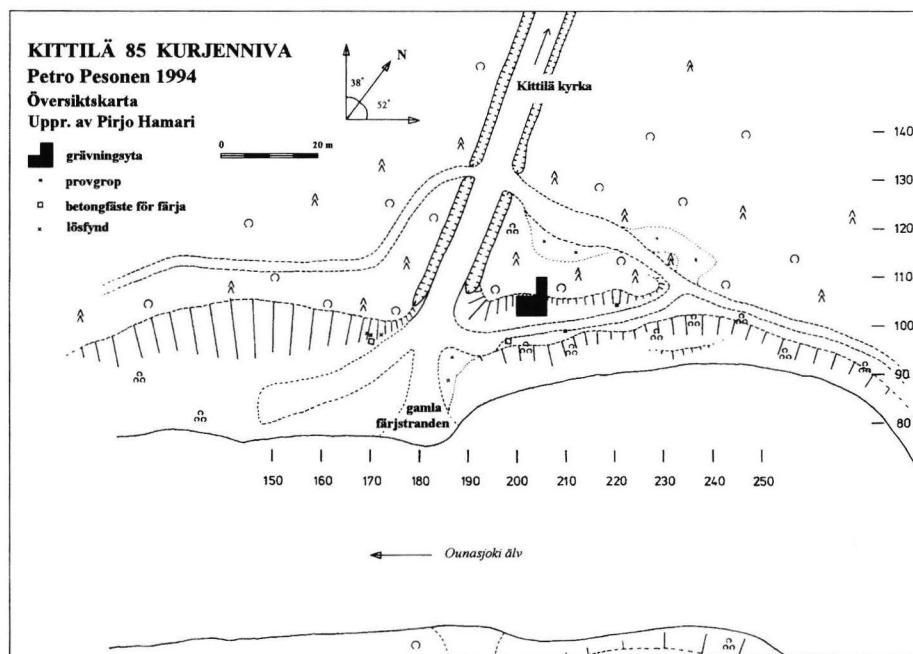 KITTILÄ 85 KURJENNIVA
Petro Pesonen 1994
Översiktskarta
Uppr. av Pirjo Hamari
N
38°
52°
Kittilä kyrka
0 20 m
grävningsyta
provgrop
betongfäste för färja
lösfynd
140
130
120
110
100
90
80
gamla
färjstranden
150 160 170 180 190 200 210 220 230 240 250
Ounasjoki älv